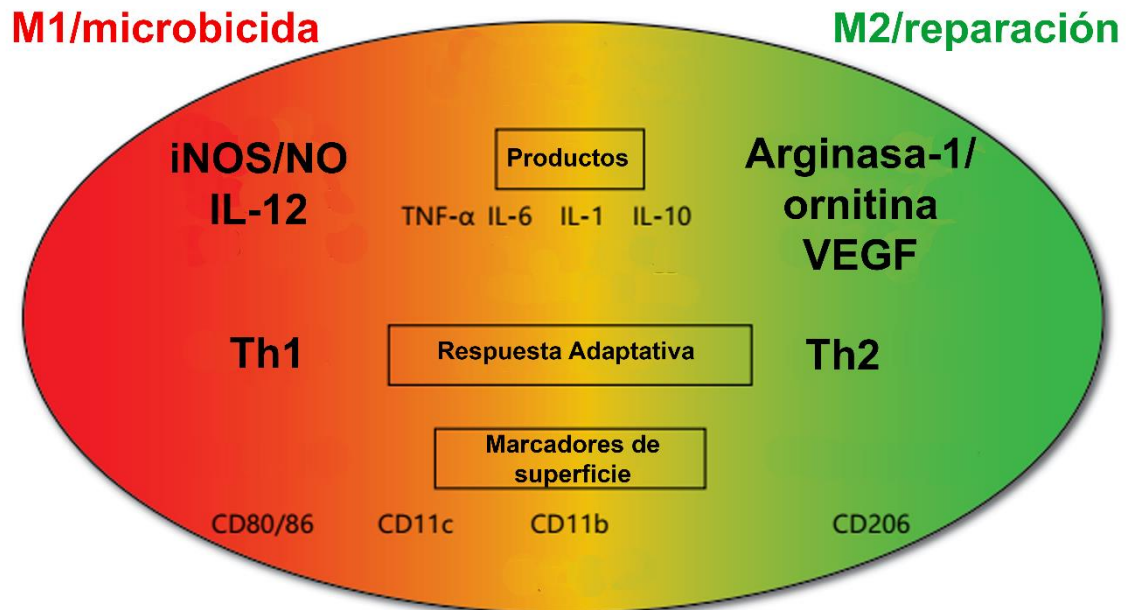 M1/microbicida
M2/reparación
iNOS/NO
IL-12
Productos
TNF-α IL-6 IL-1 IL-10
Arginasa-1/
ornitina
VEGF
Th1
Respuesta Adaptativa
Th2
Marcadores de
superficie
CD80/86 CD11c CD11b CD206